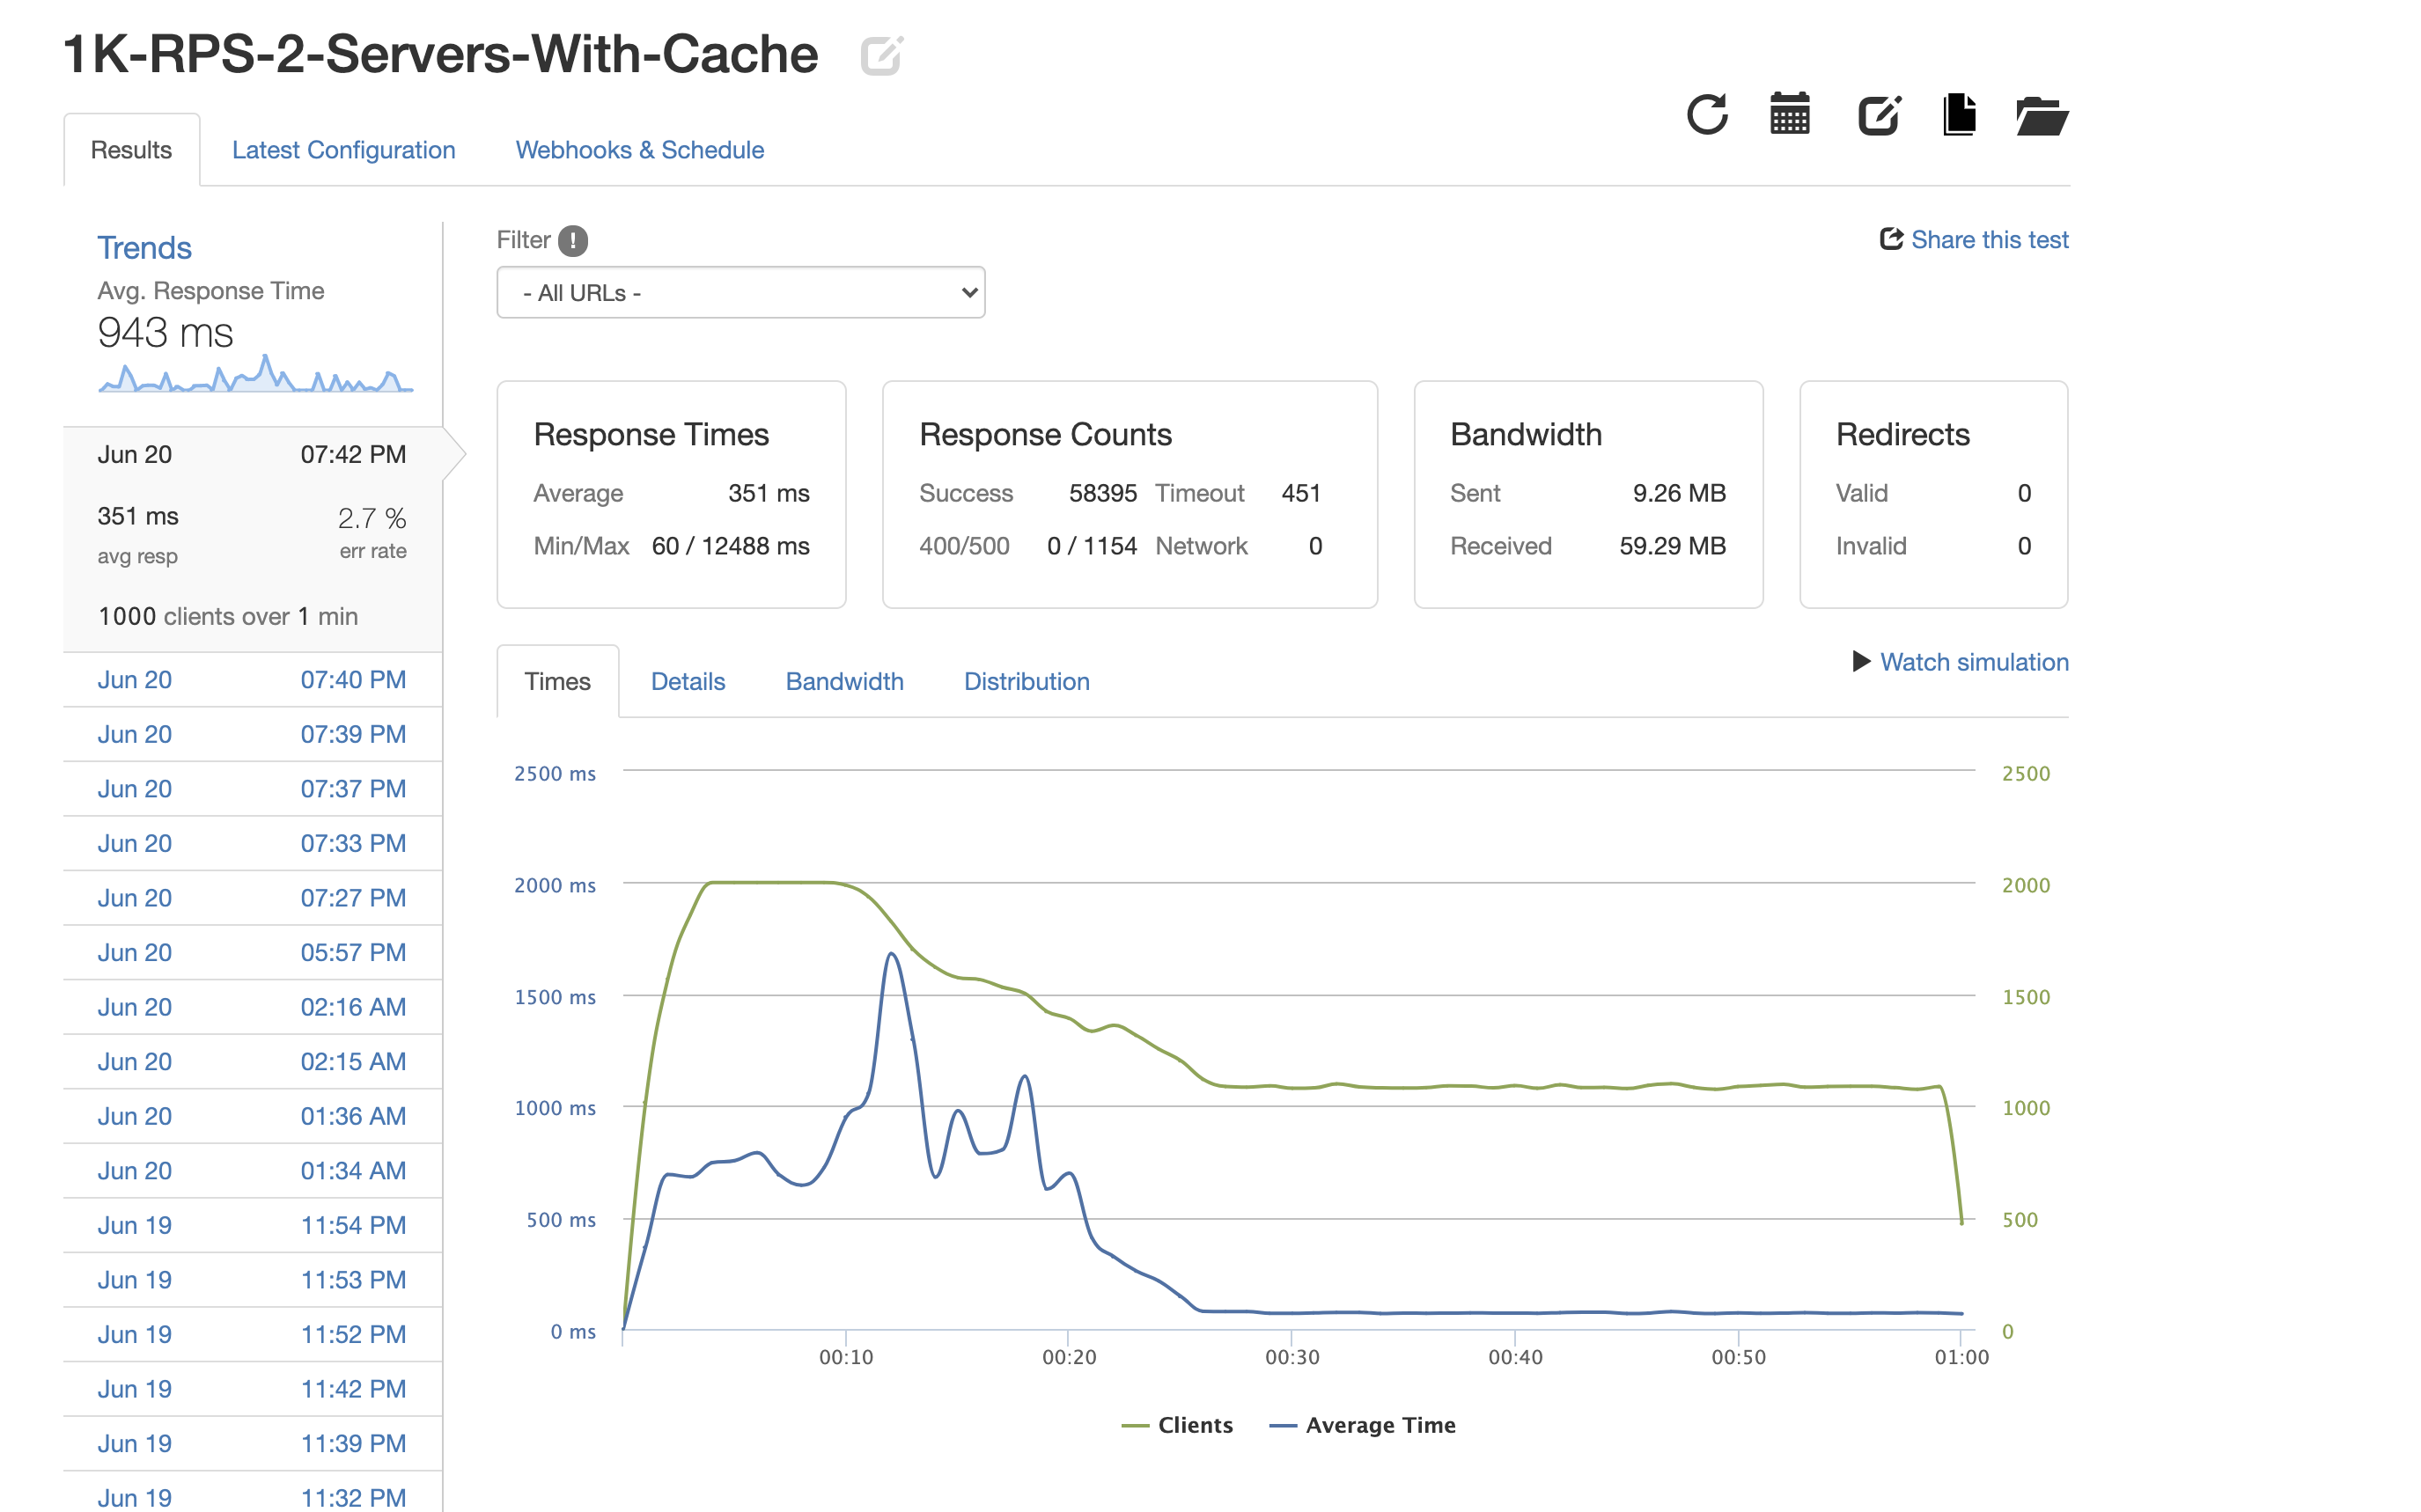 1K-RPS-2-Servers-With-Cache
Results
Latest Configuration
Webhooks & Schedule
Trends
Avg. Response Time
943 ms
Jun 20 07:42 PM
351 ms 2.7 %
avg resp err rate
1000 clients over 1 min
Jun 20 07:40 PM
Jun 20 07:39 PM
Jun 20 07:37 PM
Jun 20 07:33 PM
Jun 20 07:27 PM
Jun 20 05:57 PM
Jun 20 02:16 AM
Jun 20 02:15 AM
Jun 20 01:36 AM
Jun 20 01:34 AM
Jun 19 11:54 PM
Jun 19 11:53 PM
Jun 19 11:52 PM
Jun 19 11:42 PM
Jun 19 11:39 PM
Jun 19 11:32 PM
Filter !
Share this test
- All URLs -
Response Times
Average 351 ms
Min/Max 60 / 12488 ms
Response Counts
Success 58395 Timeout 451
400/500 0 / 1154 Network 0
Bandwidth
Sent 9.26 MB
Received 59.29 MB
Redirects
Valid 0
Invalid 0
Times
Details
Bandwidth
Distribution
Watch simulation
2500 ms 2500
2000 ms 2000
1500 ms 1500
1000 ms 1000
500 ms 500
0 ms 0
00:10 00:20 00:30 00:40 00:50 01:00
Clients Average Time